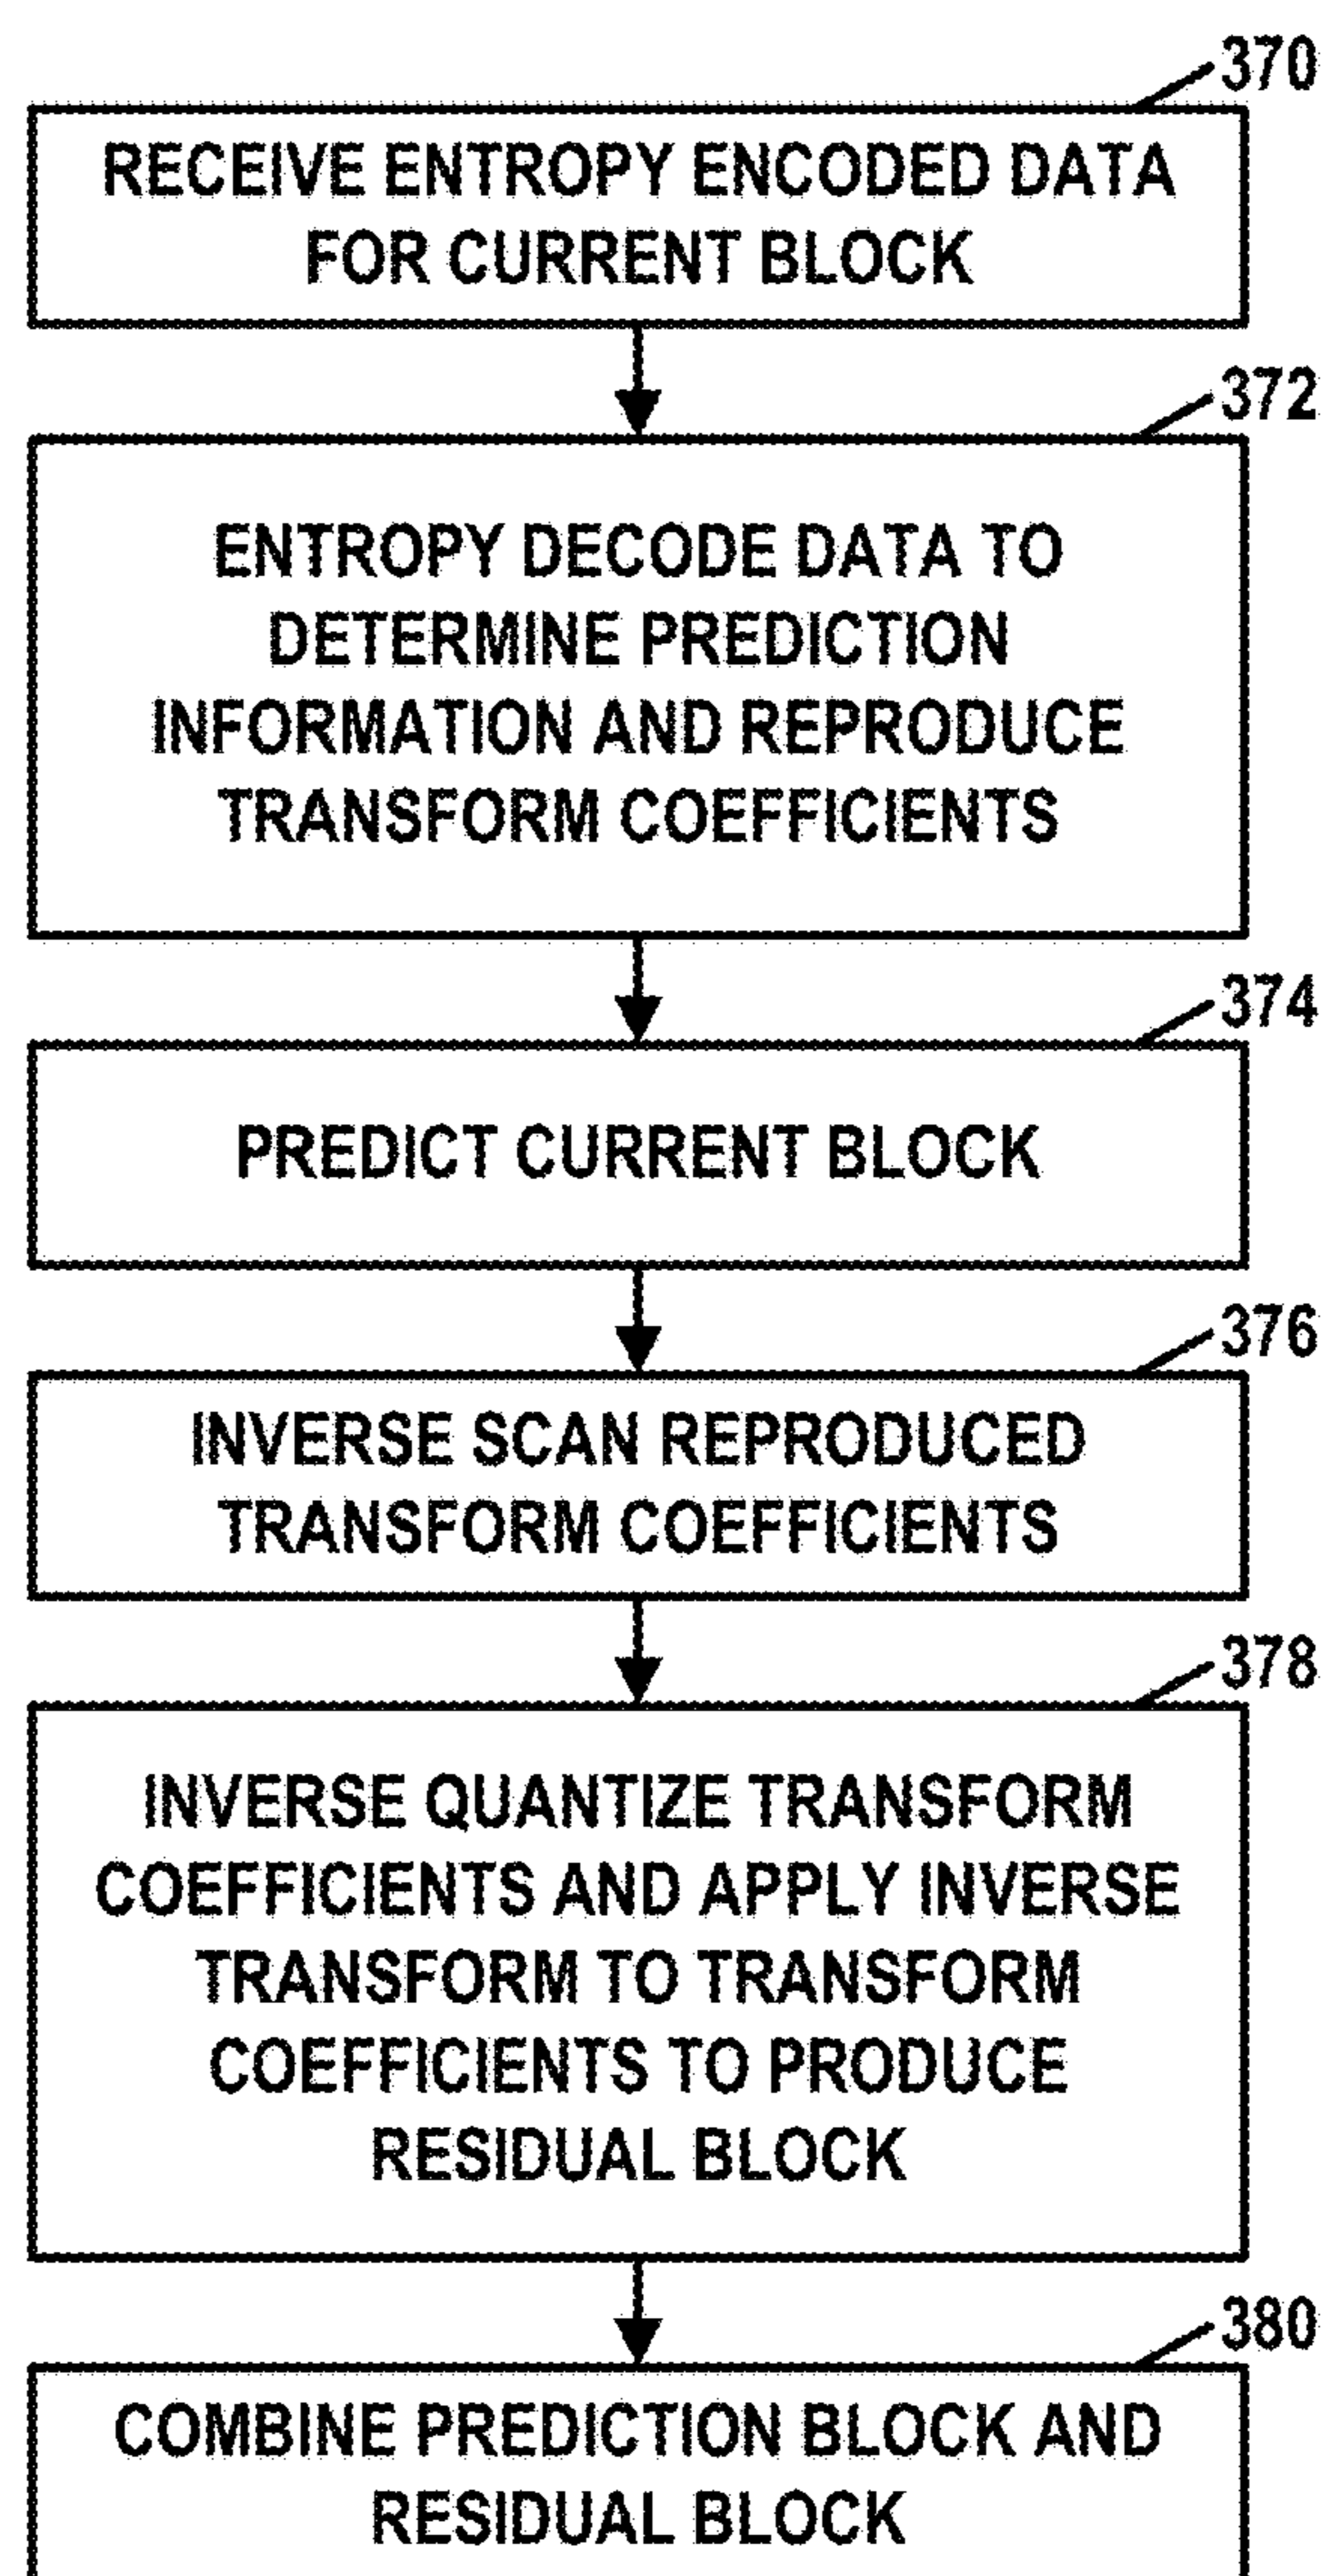 370
RECEIVE ENTROPY ENCODED DATA
FOR CURRENT BLOCK
372
ENTROPY DECODE DATA TO
DETERMINE PREDICTION
INFORMATION AND REPRODUCE
TRANSFORM COEFFICIENTS
374
PREDICT CURRENT BLOCK
376
INVERSE SCAN REPRODUCED
TRANSFORM COEFFICIENTS
378
INVERSE QUANTIZE TRANSFORM
COEFFICIENTS AND APPLY INVERSE
TRANSFORM TO TRANSFORM
COEFFICIENTS TO PRODUCE
RESIDUAL BLOCK
380
COMBINE PREDICTION BLOCK AND
RESIDUAL BLOCK